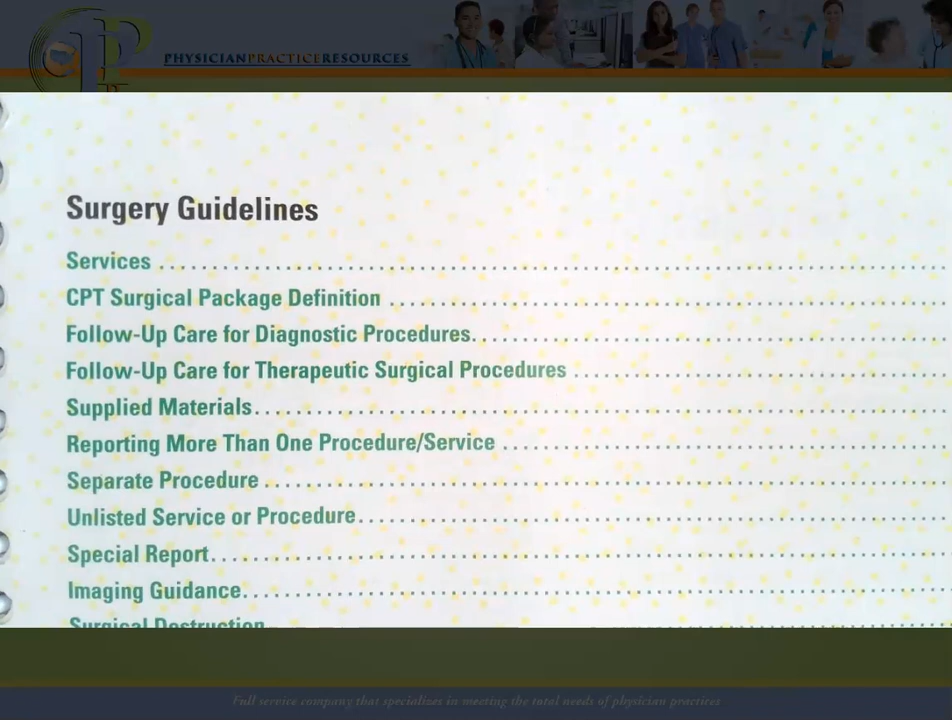 PHYSICIANPRACTICERESOURCES
Surgery Guidelines
Services
CPT Surgical Package Definition
Follow-Up Care for Diagnostic Procedures
Follow-Up Care for Therapeutic Surgical Procedures
Supplied Materials
Reporting More Than One Procedure/Service
Separate Procedure
Unlisted Service or Procedure
Special Report
Imaging Guidance
Surgical Destruction
Full service company that specializes in meeting the total needs of physician practices